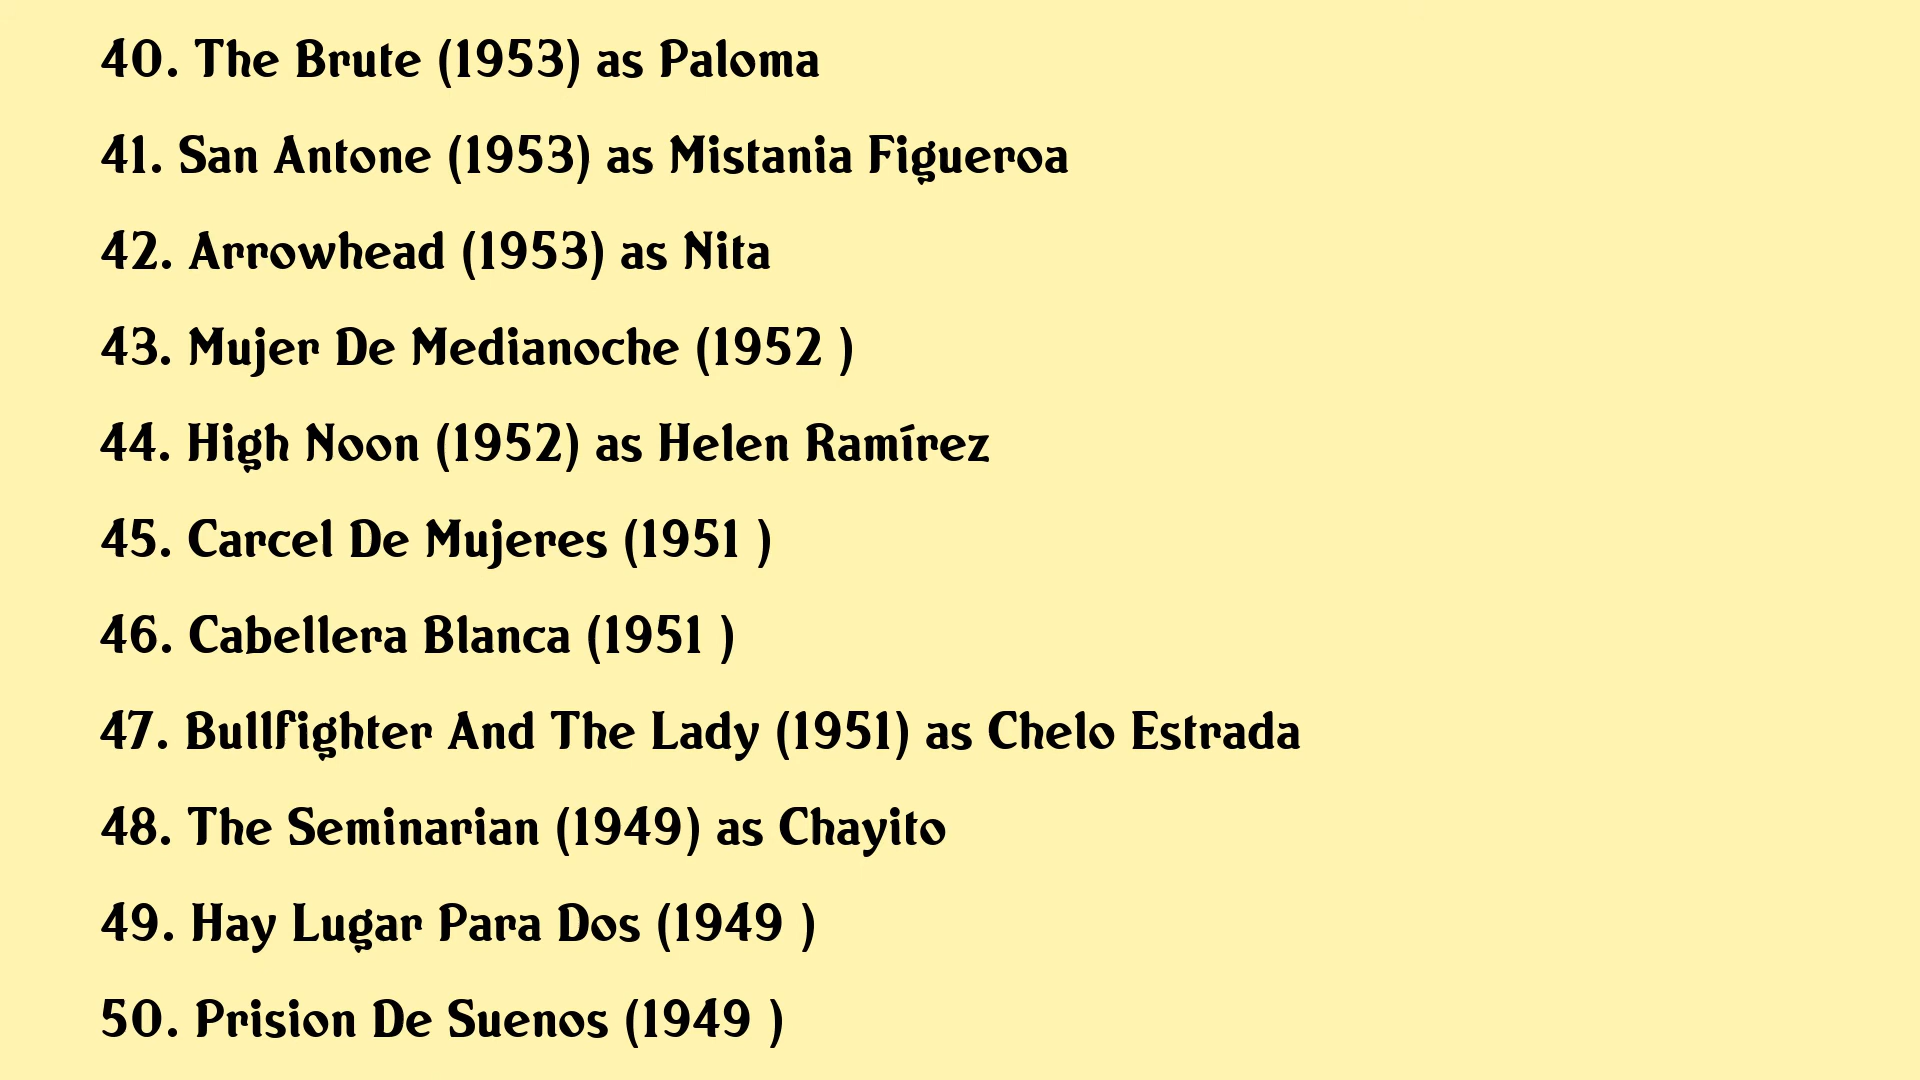 40. The Brute (1953) as Paloma
41. San Antone (1953) as Mistania Figueroa
42. Arrowhead (1953) as Nita
43. Mujer De Medianoche (1952 )
44. High Noon (1952) as Helen Ramírez
45. Carcel De Mujeres (1951 )
46. Cabellera Blanca (1951 )
47. Bullfighter And The Lady (1951) as Chelo Estrada
48. The Seminarian (1949) as Chayito
49. Hay Lugar Para Dos (1949 )
50. Prision De Suenos (1949 )